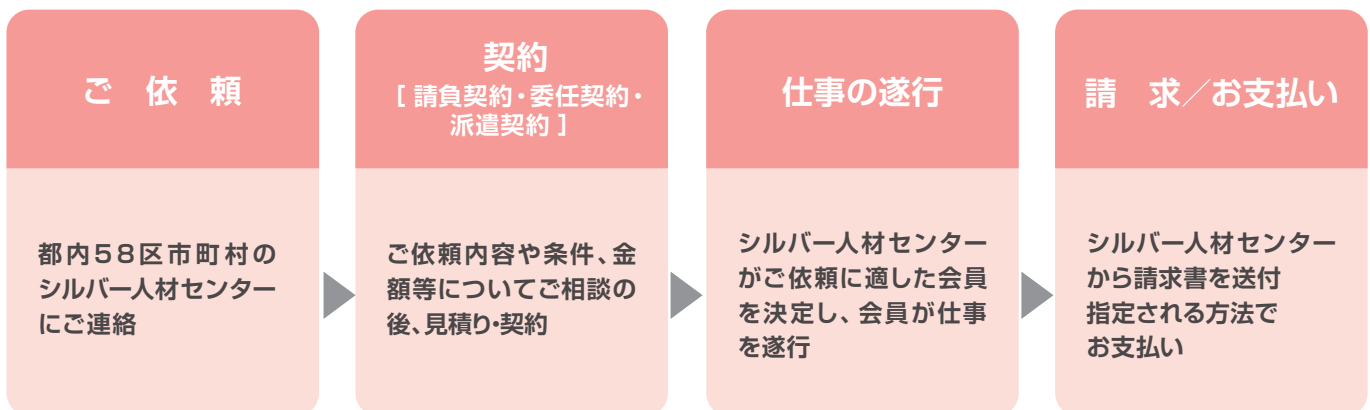 ご 依 頼
都内58区市町村の
シルバー人材センター
にご連絡
契約
[ 請負契約・委任契約・
派遣契約 ]
ご依頼内容や条件、金
額等についてご相談の
後、見積り・契約
仕事の遂行
シルバー人材センター
がご依頼に適した会員
を決定し、会員が仕事
を遂行
請 求／お支払い
シルバー人材センター
から請求書を送付
指定される方法で
お支払い